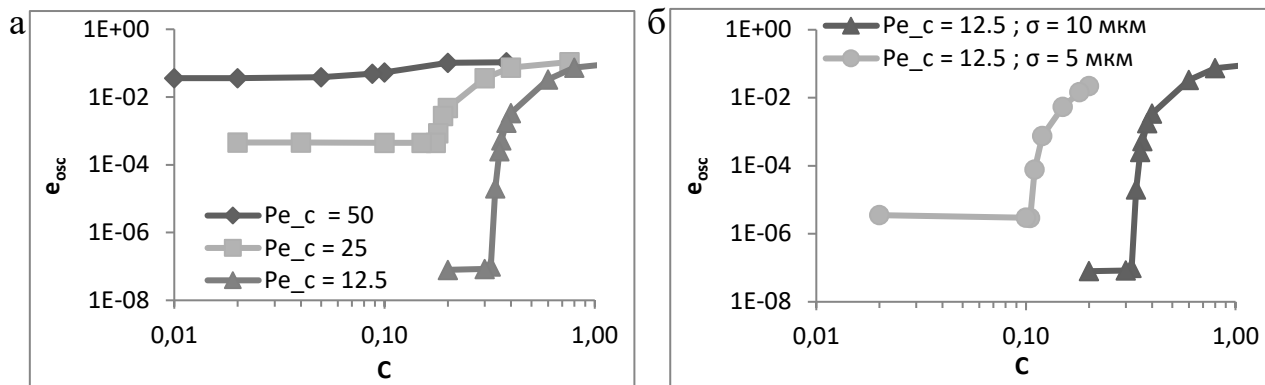 а
1E+00
1E-02
1E-04
1E-06
1E-08
e_osc
Pe_c = 50
Pe_c = 25
Pe_c = 12.5
0,01
0,10
1,00
C
б
Pe_c = 12.5 ; σ = 10 мкм
Pe_c = 12.5 ; σ = 5 мкм
1E+00
1E-02
1E-04
1E-06
1E-08
e_osc
0,01
0,10
1,00
C